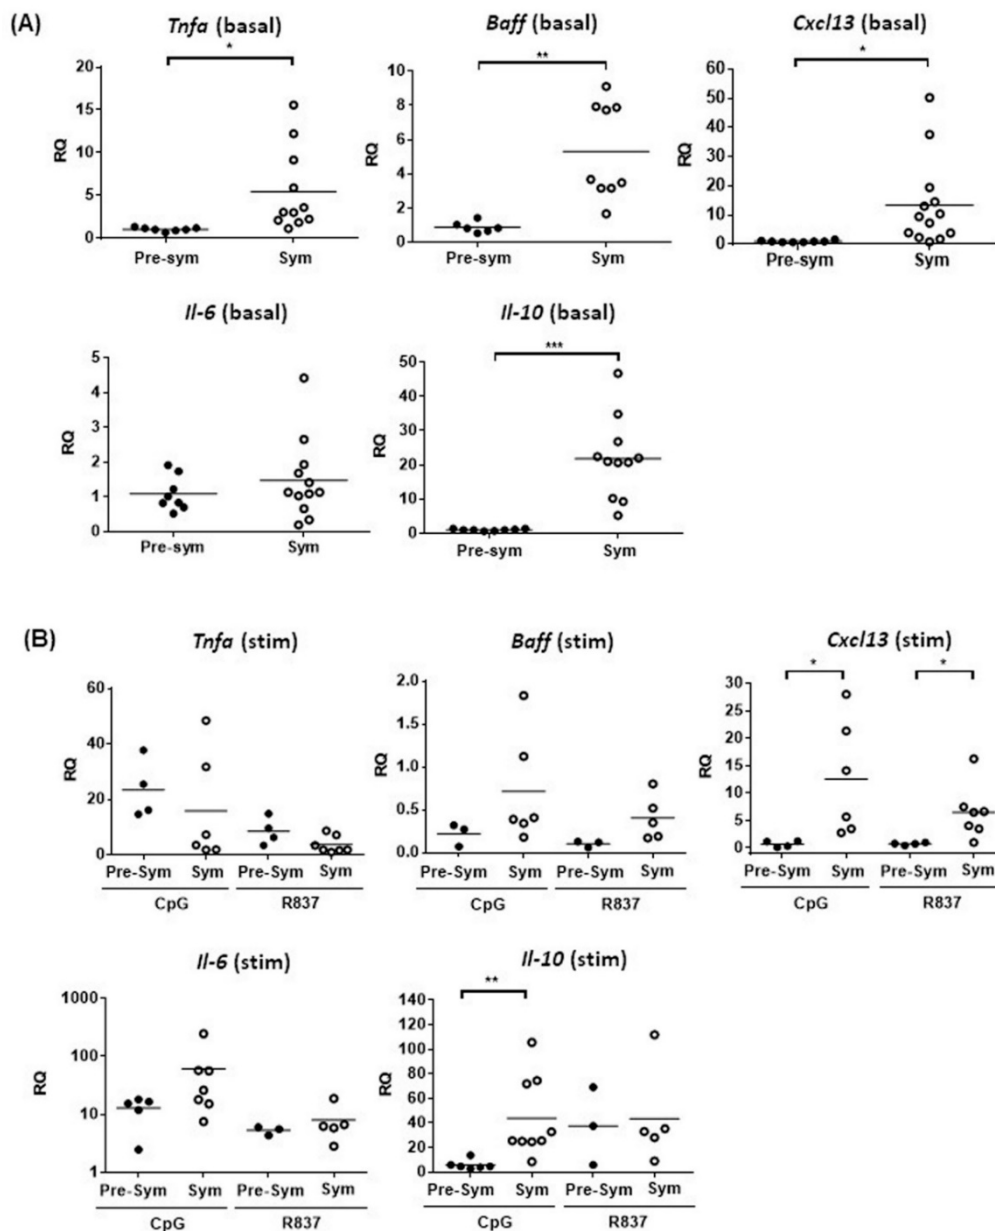 (A)
Tnfa (basal)
*
RQ
20
15
10
5
0
Pre-sym
Sym
Baff (basal)
**
RQ
10
8
6
4
2
0
Pre-sym
Sym
Cxcl13 (basal)
*
RQ
60
50
40
30
20
10
0
Pre-sym
Sym
Il-6 (basal)
RQ
5
4
3
2
1
0
Pre-sym
Sym
Il-10 (basal)
***
RQ
50
40
30
20
10
0
Pre-sym
Sym
(B)
Tnfa (stim)
RQ
60
40
20
0
Pre-Sym Sym Pre-Sym Sym
CpG R837
Baff (stim)
RQ
2.0
1.5
1.0
0.5
0.0
Pre-Sym Sym Pre-Sym Sym
CpG R837
Cxcl13 (stim)
* *
RQ
30
25
20
15
10
5
0
Pre-Sym Sym Pre-Sym Sym
CpG R837
Il-6 (stim)
RQ
1000
100
10
1
Pre-Sym Sym Pre-Sym Sym
CpG R837
Il-10 (stim)
**
RQ
140
120
100
80
60
40
20
0
Pre-Sym Sym Pre-Sym Sym
CpG R837